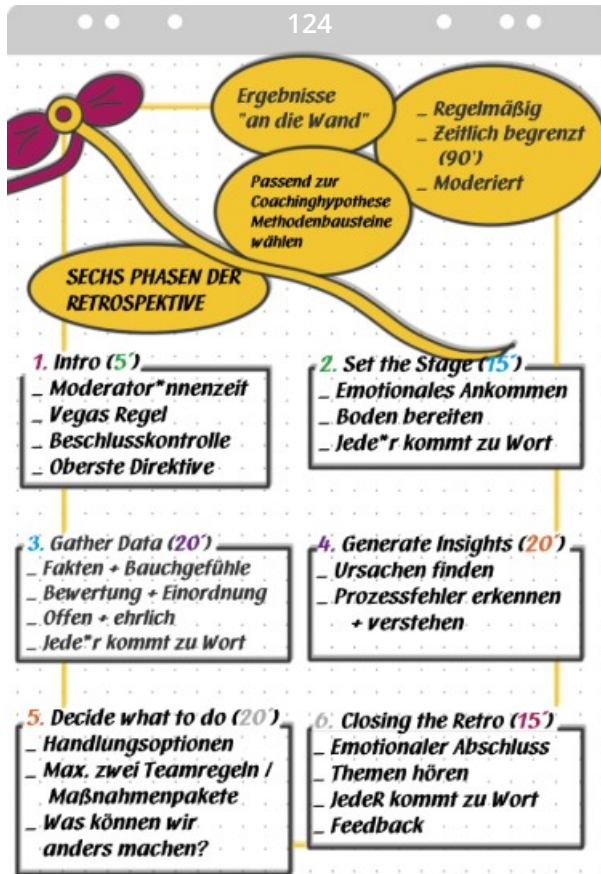 124
Ergebnisse
"an die Wand"
_ Regelmäßig
_ Zeitlich begrenzt
(90')
_ Moderiert
Passend zur
Coachinghypothese
Methodenbausteine
wählen
SECHS PHASEN DER
RETROSPEKTIVE
1. Intro (5')
_ Moderator*nnenzeit
_ Vegas Regel
_ Beschlusskontrolle
_ Oberste Direktive
2. Set the Stage (15')
_ Emotionales Ankommen
_ Boden bereiten
_ Jede*r kommt zu Wort
3. Gather Data (20')
_ Fakten + Bauchgefühle
_ Bewertung + Einordnung
_ Offen + ehrlich
_ Jede*r kommt zu Wort
4. Generate Insights (20')
_ Ursachen finden
_ Prozessfehler erkennen
+ verstehen
5. Decide what to do (20')
_ Handlungsoptionen
_ Max. zwei Teamregeln /
Maßnahmenpakete
_ Was können wir
anders machen?
6. Closing the Retro (15')
_ Emotionaler Abschluss
_ Themen hören
_ JedeR kommt zu Wort
_ Feedback